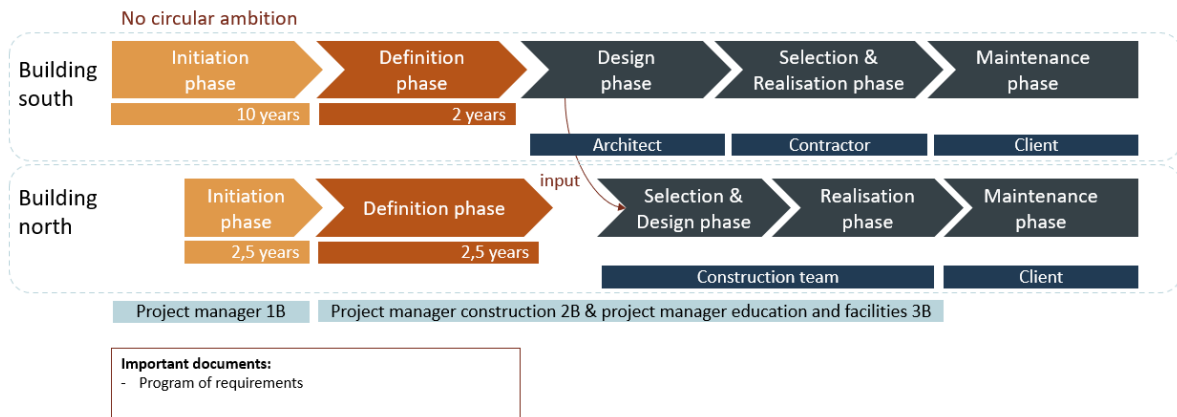 No circular ambition
Building
south
Initiation
phase
Definition
phase
Design
phase
Selection &
Realisation phase
Maintenance
phase
10 years
2 years
Architect
Contractor
Client
Building
north
input
Initiation
phase
Definition phase
Selection &
Design phase
Realisation
phase
Maintenance
phase
2,5 years
2,5 years
Construction team
Client
Project manager 1B
Project manager construction 2B & project manager education and facilities 3B
Important documents:
- Program of requirements